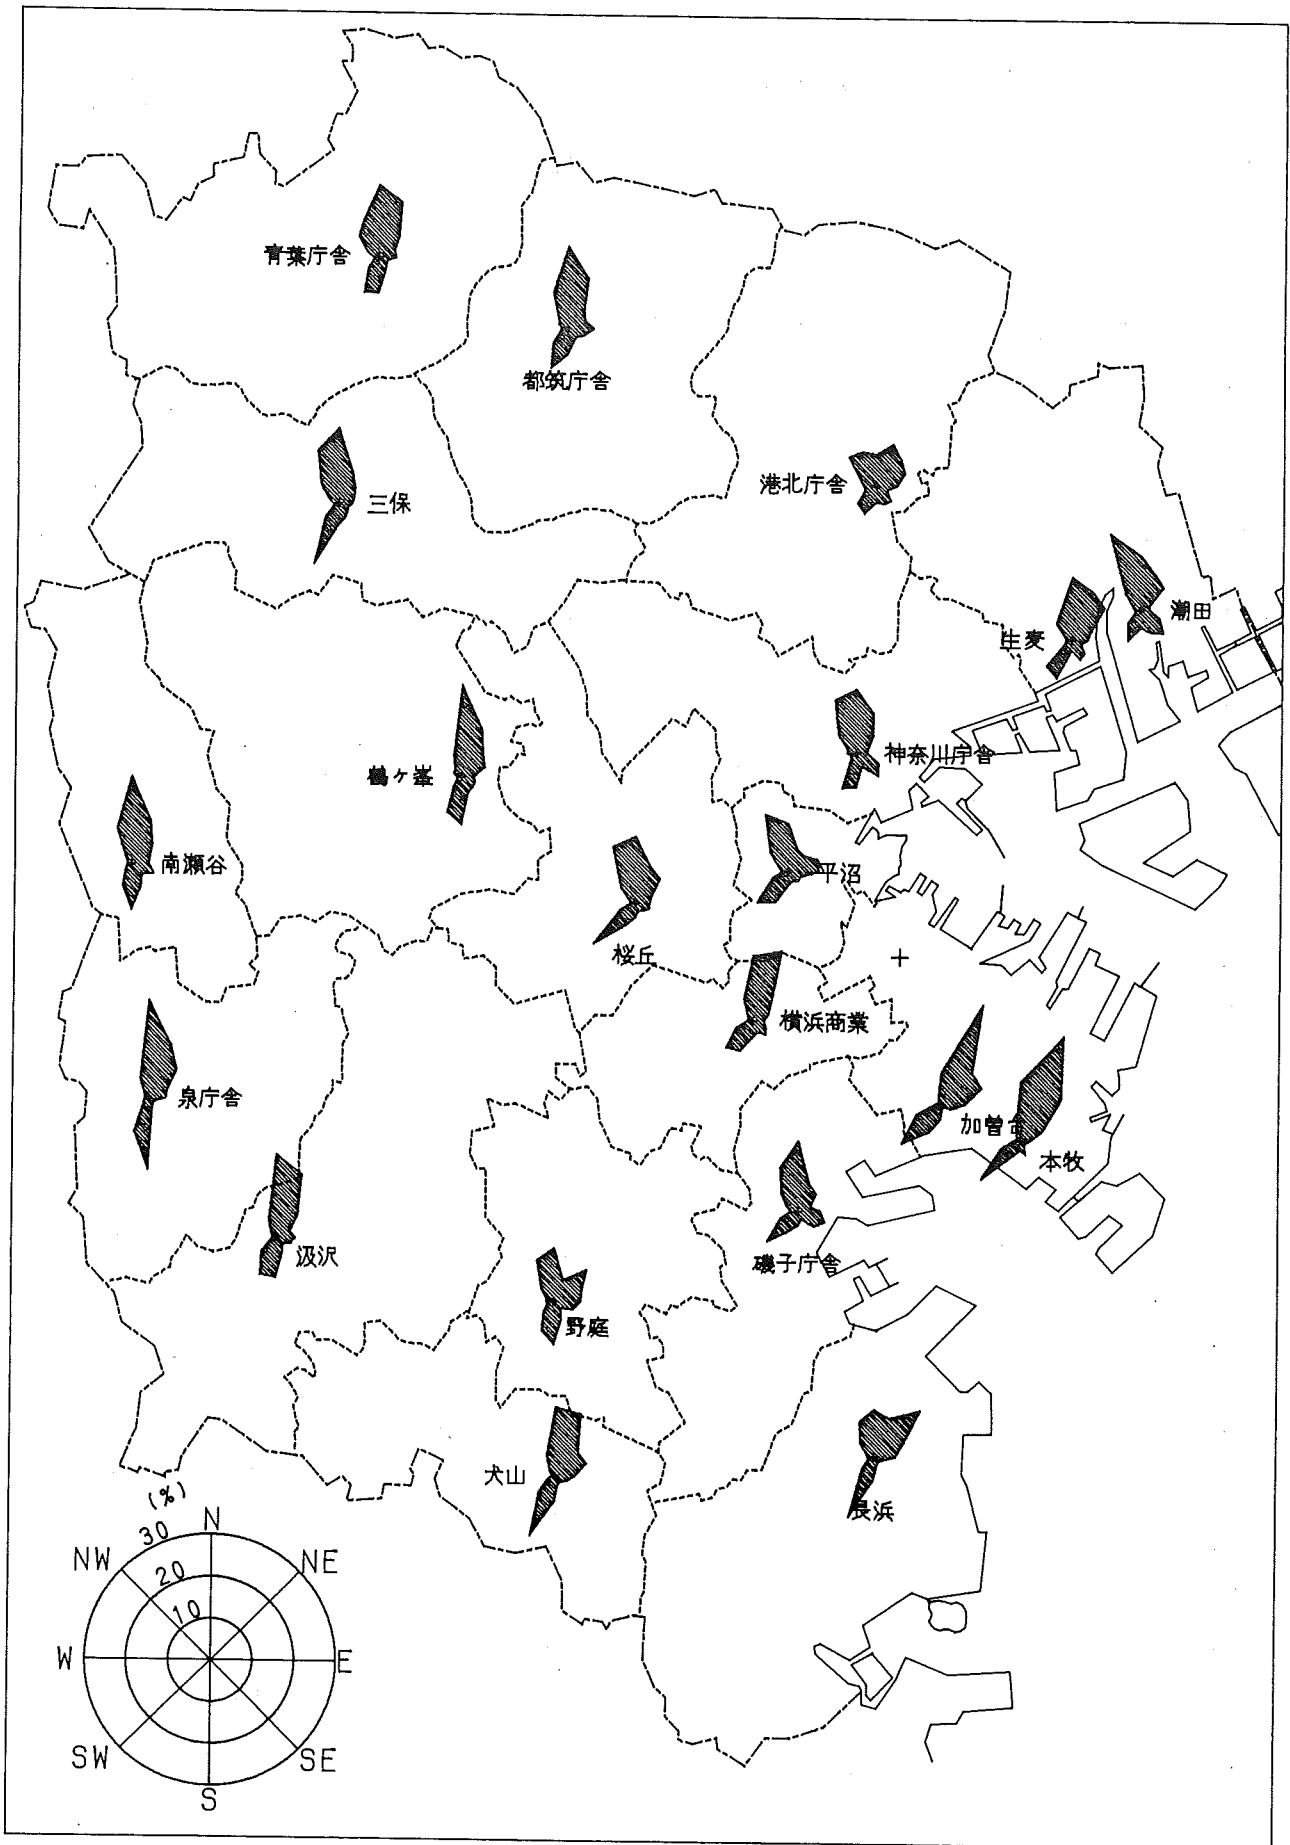 青葉庁舎
都筑庁舎
三保
港北庁舎
潮田
生麦
神奈川庁舎
鶴ヶ峯
南瀬谷
平沼
桜丘
横浜商業
泉庁舎
加曽台
本牧
汲沢
磯子庁舎
野庭
犬山
長浜
(%)
30
20
10
N
NW
NE
W
E
SW
SE
S